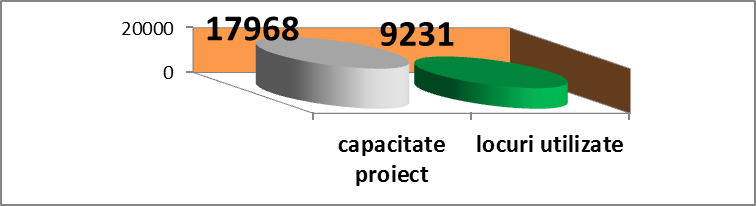 20000
17968
9231
0
capacitate
proiect
locuri utilizate